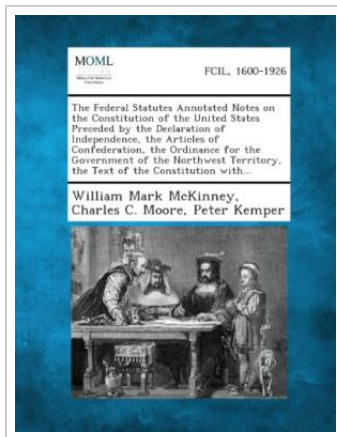 MOML
FCIL, 1600-1926
The Federal Statutes Annotated Notes on
the Constitution of the United States
Preceded by the Declaration of
Independence, the Articles of
Confederation, the Ordinance for the
Government of the Northwest Territory,
the Text of the Constitution with...
William Mark McKinney,
Charles C. Moore, Peter Kemper